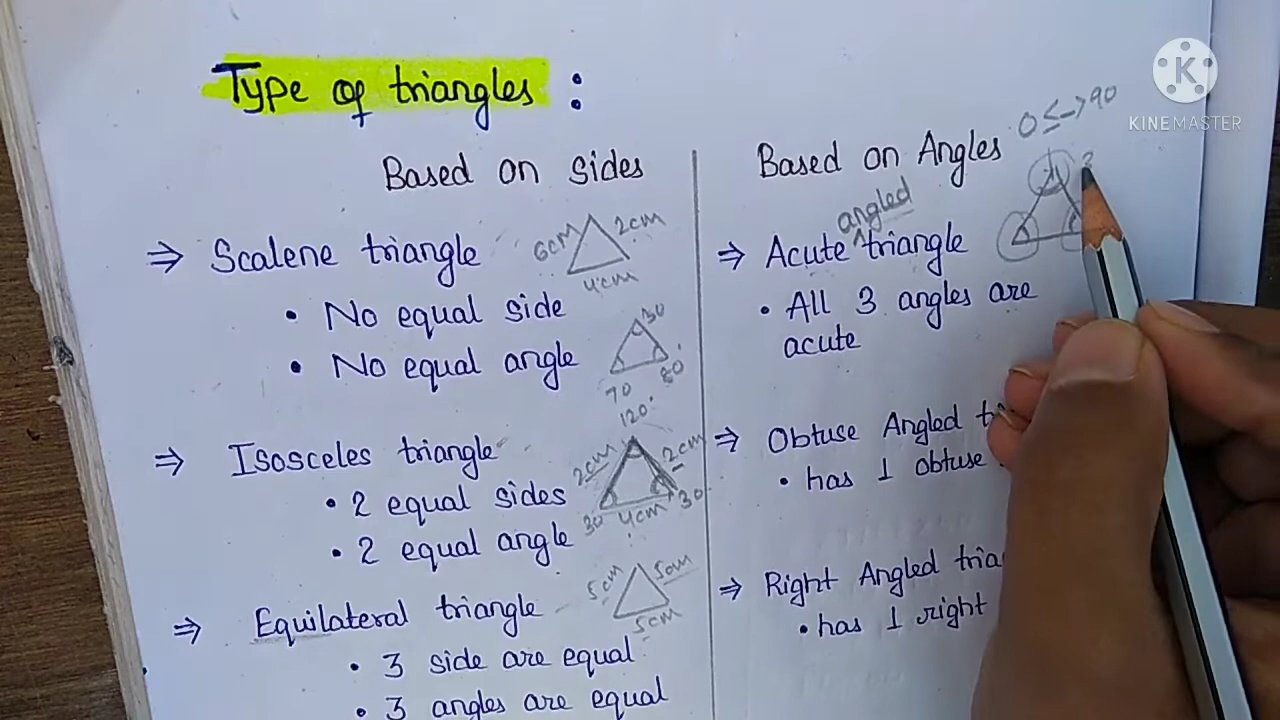 Type of triangles :
KINEMASTER
Based on sides
⇒ Scalene triangle
6cm 2cm
4cm
• No equal side
• No equal angle
30
70 80
⇒ Isosceles triangle
120°
2cm 2cm
30 4cm 30
• 2 equal sides
• 2 equal angle
⇒ Equilateral triangle
5cm 5cm
5cm
• 3 side are equal
• 3 angles are equal
Based on Angles
0 ≤ -> 90
⇒ Acute angled triangle
• All 3 angles are
acute
⇒ Obtuse Angled
• has 1 obtuse
⇒ Right Angled
• has 1 right